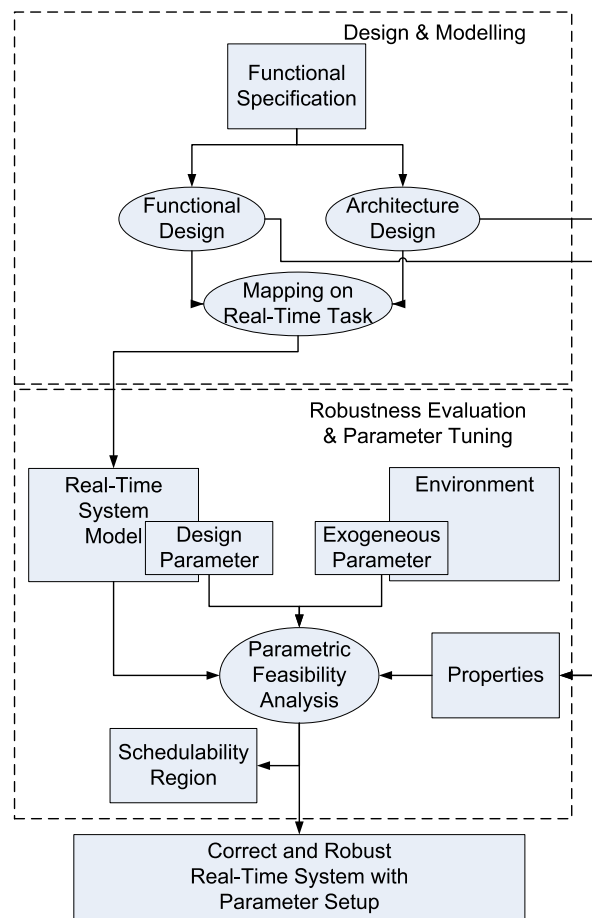 Design & Modelling
Functional
Specification
Functional
Design
Architecture
Design
Mapping on
Real-Time Task
Robustness Evaluation
& Parameter Tuning
Real-Time
System
Model
Design
Parameter
Exogeneous
Parameter
Environment
Parametric
Feasibility
Analysis
Properties
Schedulability
Region
Correct and Robust
Real-Time System with
Parameter Setup